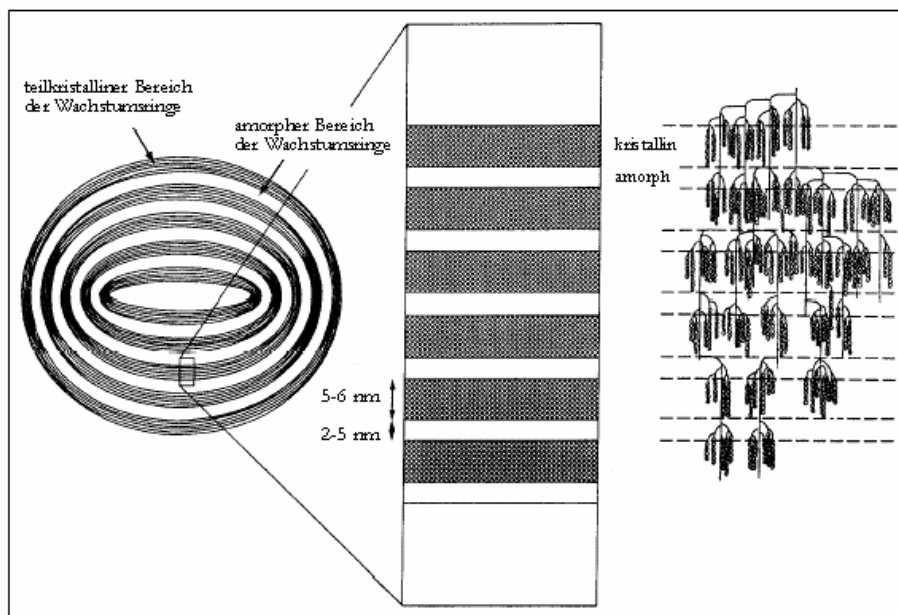 teilkristalliner Bereich
der Wachstumsringe
amorpher Bereich
der Wachstumsringe
kristallin
amorph
5-6 nm
2-5 nm